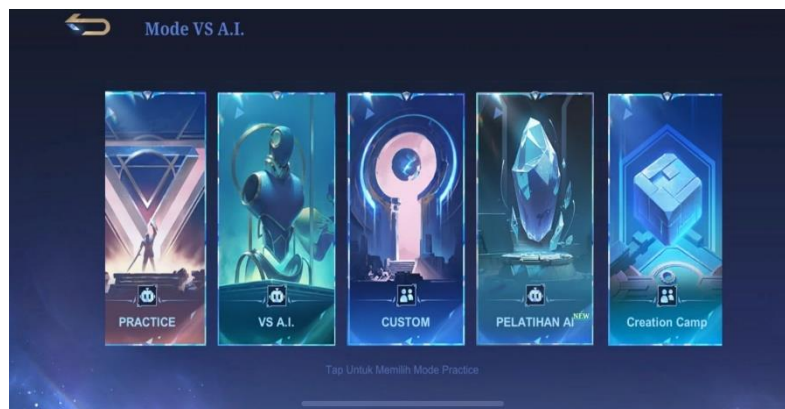 Mode VS A.I.
PRACTICE
VS A.I.
CUSTOM
PELATIHAN AI
NEW
Creation Camp
Tap Untuk Memilih Mode Practice